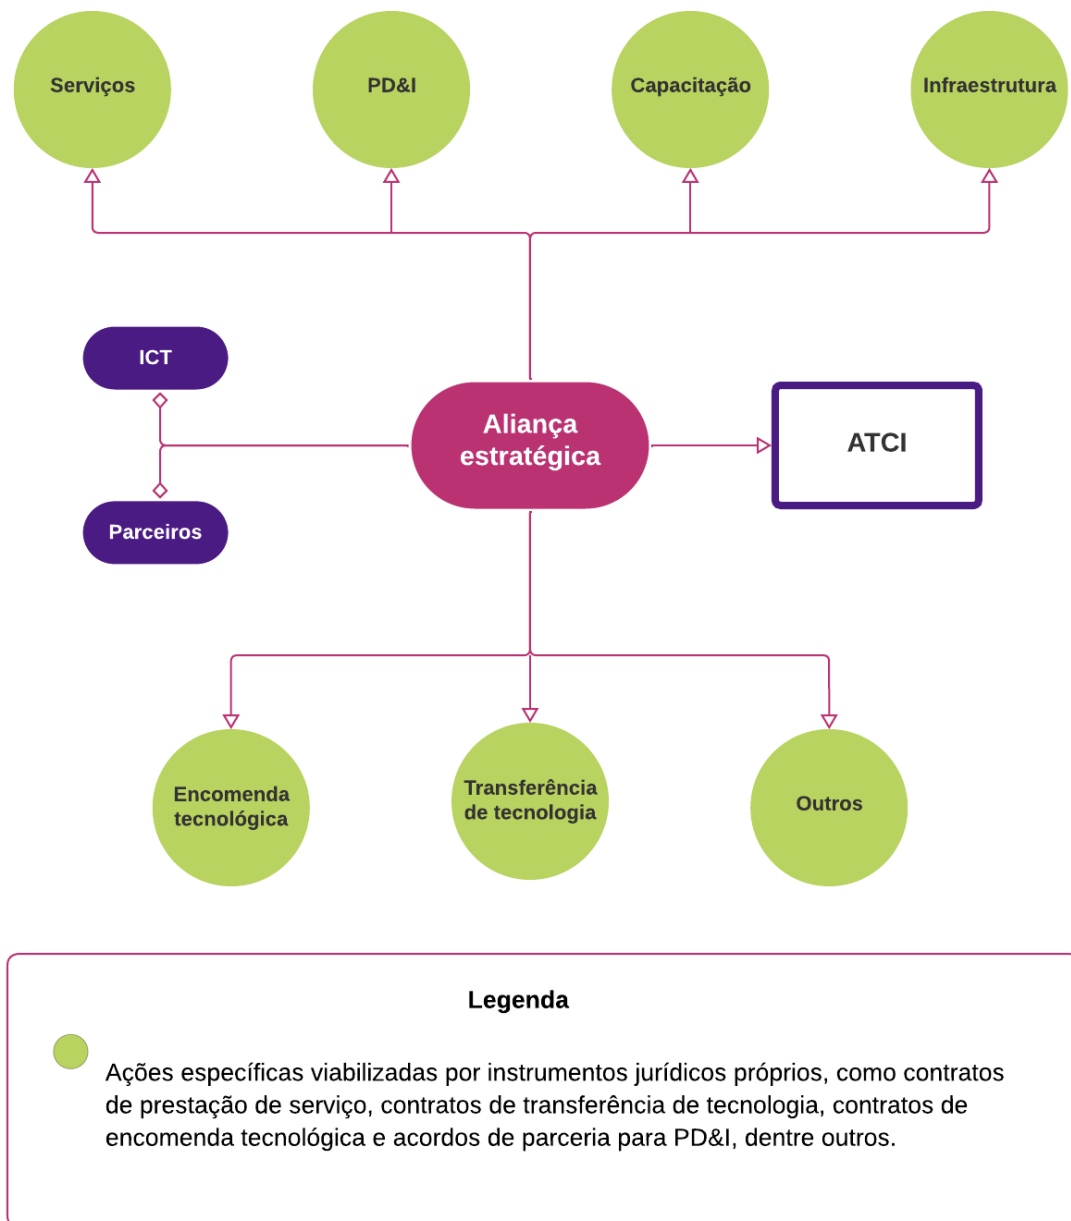 Serviços
PD&I
Capacitação
Infraestrutura
ICT
Aliança
estratégica
ATCI
Parceiros
Encomenda
tecnológica
Transferência
de tecnologia
Outros
Legenda
Ações específicas viabilizadas por instrumentos jurídicos próprios, como contratos
de prestação de serviço, contratos de transferência de tecnologia, contratos de
encomenda tecnológica e acordos de parceria para PD&I, dentre outros.